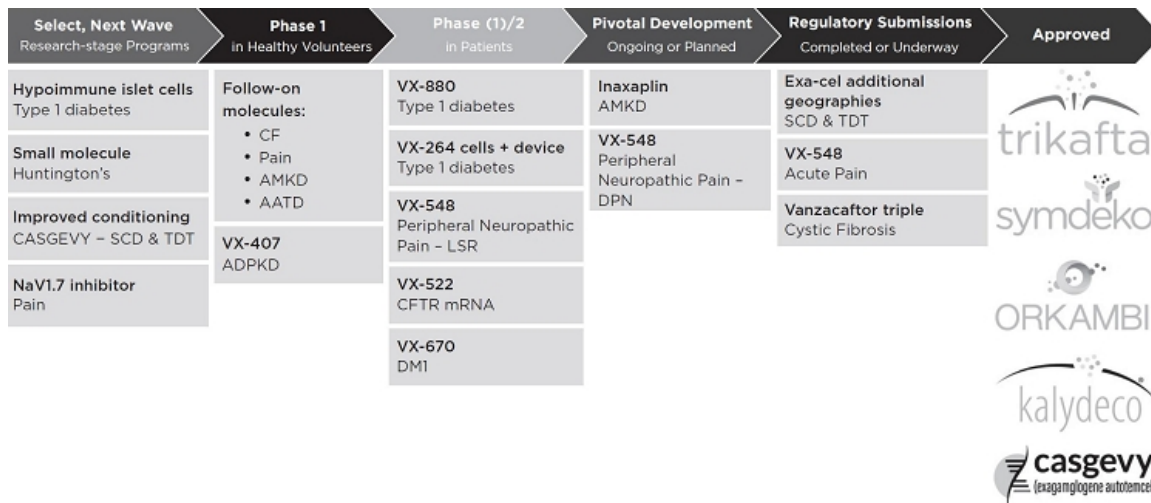 Select, Next Wave
Research-stage Programs
Phase 1
in Healthy Volunteers
Phase (1)/2
in Patients
Pivotal Development
Ongoing or Planned
Regulatory Submissions
Completed or Underway
Approved
Hypoimmune islet cells
Type 1 diabetes
Small molecule
Huntington's
Improved conditioning
CASGEVY – SCD & TDT
NaV1.7 inhibitor
Pain
Follow-on
molecules:
• CF
• Pain
• AMKD
• AATD
VX-407
ADPKD
VX-880
Type 1 diabetes
VX-264 cells + device
Type 1 diabetes
VX-548
Peripheral Neuropathic
Pain – LSR
VX-522
CFTR mRNA
VX-670
DM1
Inaxaplin
AMKD
VX-548
Peripheral
Neuropathic Pain –
DPN
Exa-cel additional
geographies
SCD & TDT
VX-548
Acute Pain
Vanzacaftor triple
Cystic Fibrosis
trikafta
symdeko
ORKAMBI
kalydeco
casgevy
(exagamglogene autotemcel